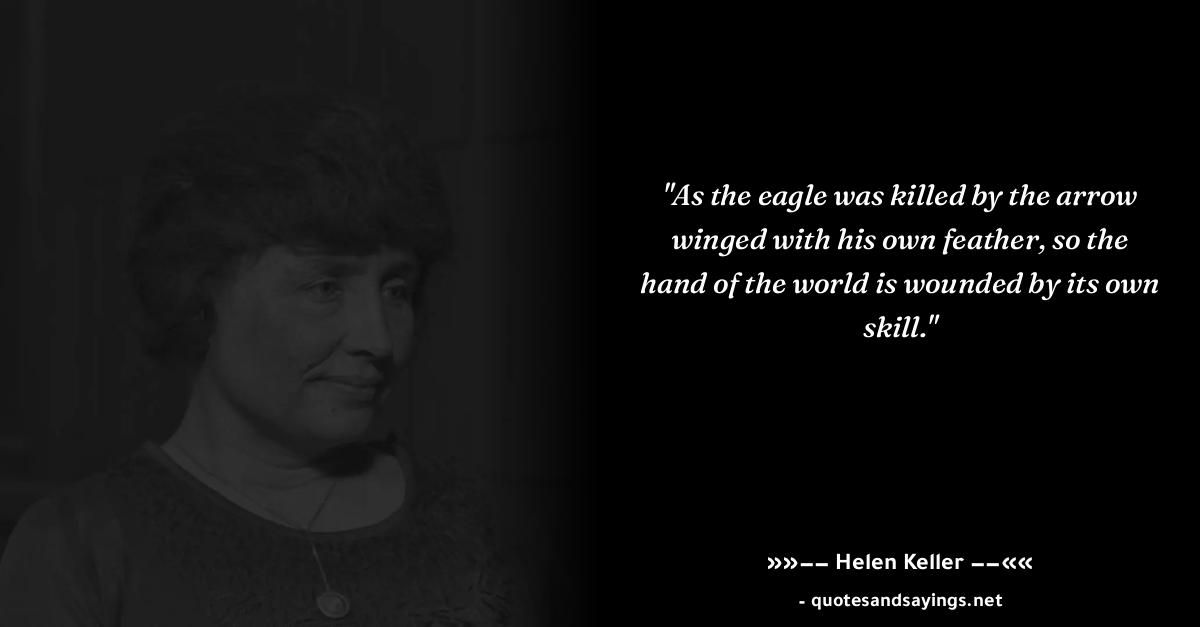 "As the eagle was killed by the arrow
winged with his own feather, so the
hand of the world is wounded by its own
skill."
»»–– Helen Keller ––««
- quotesandsayings.net